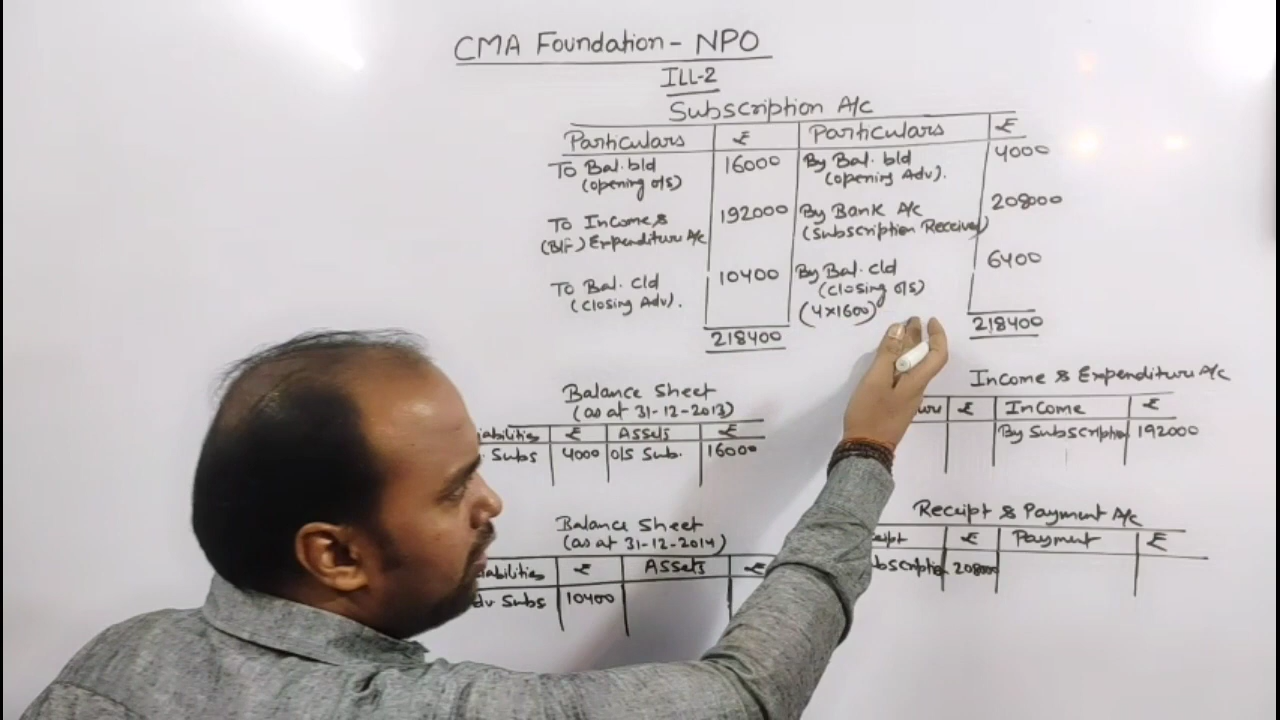 CMA Foundation - NPO
ILL-2
Subscription A/c
Particulars ₹ Particulars ₹
To Bal. b/d 16000 By Bal. b/d 4000
(opening o/s) (opening Adv).
To Income & 192000 By Bank A/c 208000
(B/F) Expenditure A/c (Subscription Received)
To Bal. c/d 10400 By Bal. c/d 6400
(closing Adv). (closing o/s)
(4×1600)
218400 218400
Balance Sheet
(as at 31-12-2013)
₹ Assets ₹
Subs 4000 o/s Sub. 16000
Income & Expenditure A/c
₹ Income ₹
By Subscription 192000
Balance Sheet
(as at 31-12-2014)
₹ Assets ₹
Subs 10400
Receipt & Payment A/c
₹ Payment ₹
208000